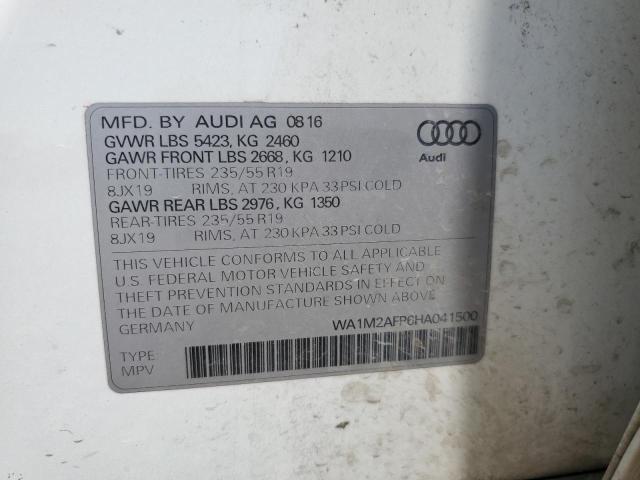 MFD. BY AUDI AG 08 16
GVWR LBS 5423, KG 2460
GAWR FRONT LBS 2668, KG 1210
FRONT-TIRES 235/55 R19
8JX19 RIMS, AT 230 KPA 33 PSI COLD
GAWR REAR LBS 2976, KG 1350
REAR-TIRES 235/55 R19
8JX19 RIMS, AT 230 KPA 33 PSI COLD
Audi
THIS VEHICLE CONFORMS TO ALL APPLICABLE
U.S. FEDERAL MOTOR VEHICLE SAFETY AND
THEFT PREVENTION STANDARDS IN EFFECT ON
THE DATE OF MANUFACTURE SHOWN ABOVE.
GERMANY WA1M2AFP6HA041500
TYPE:
MPV